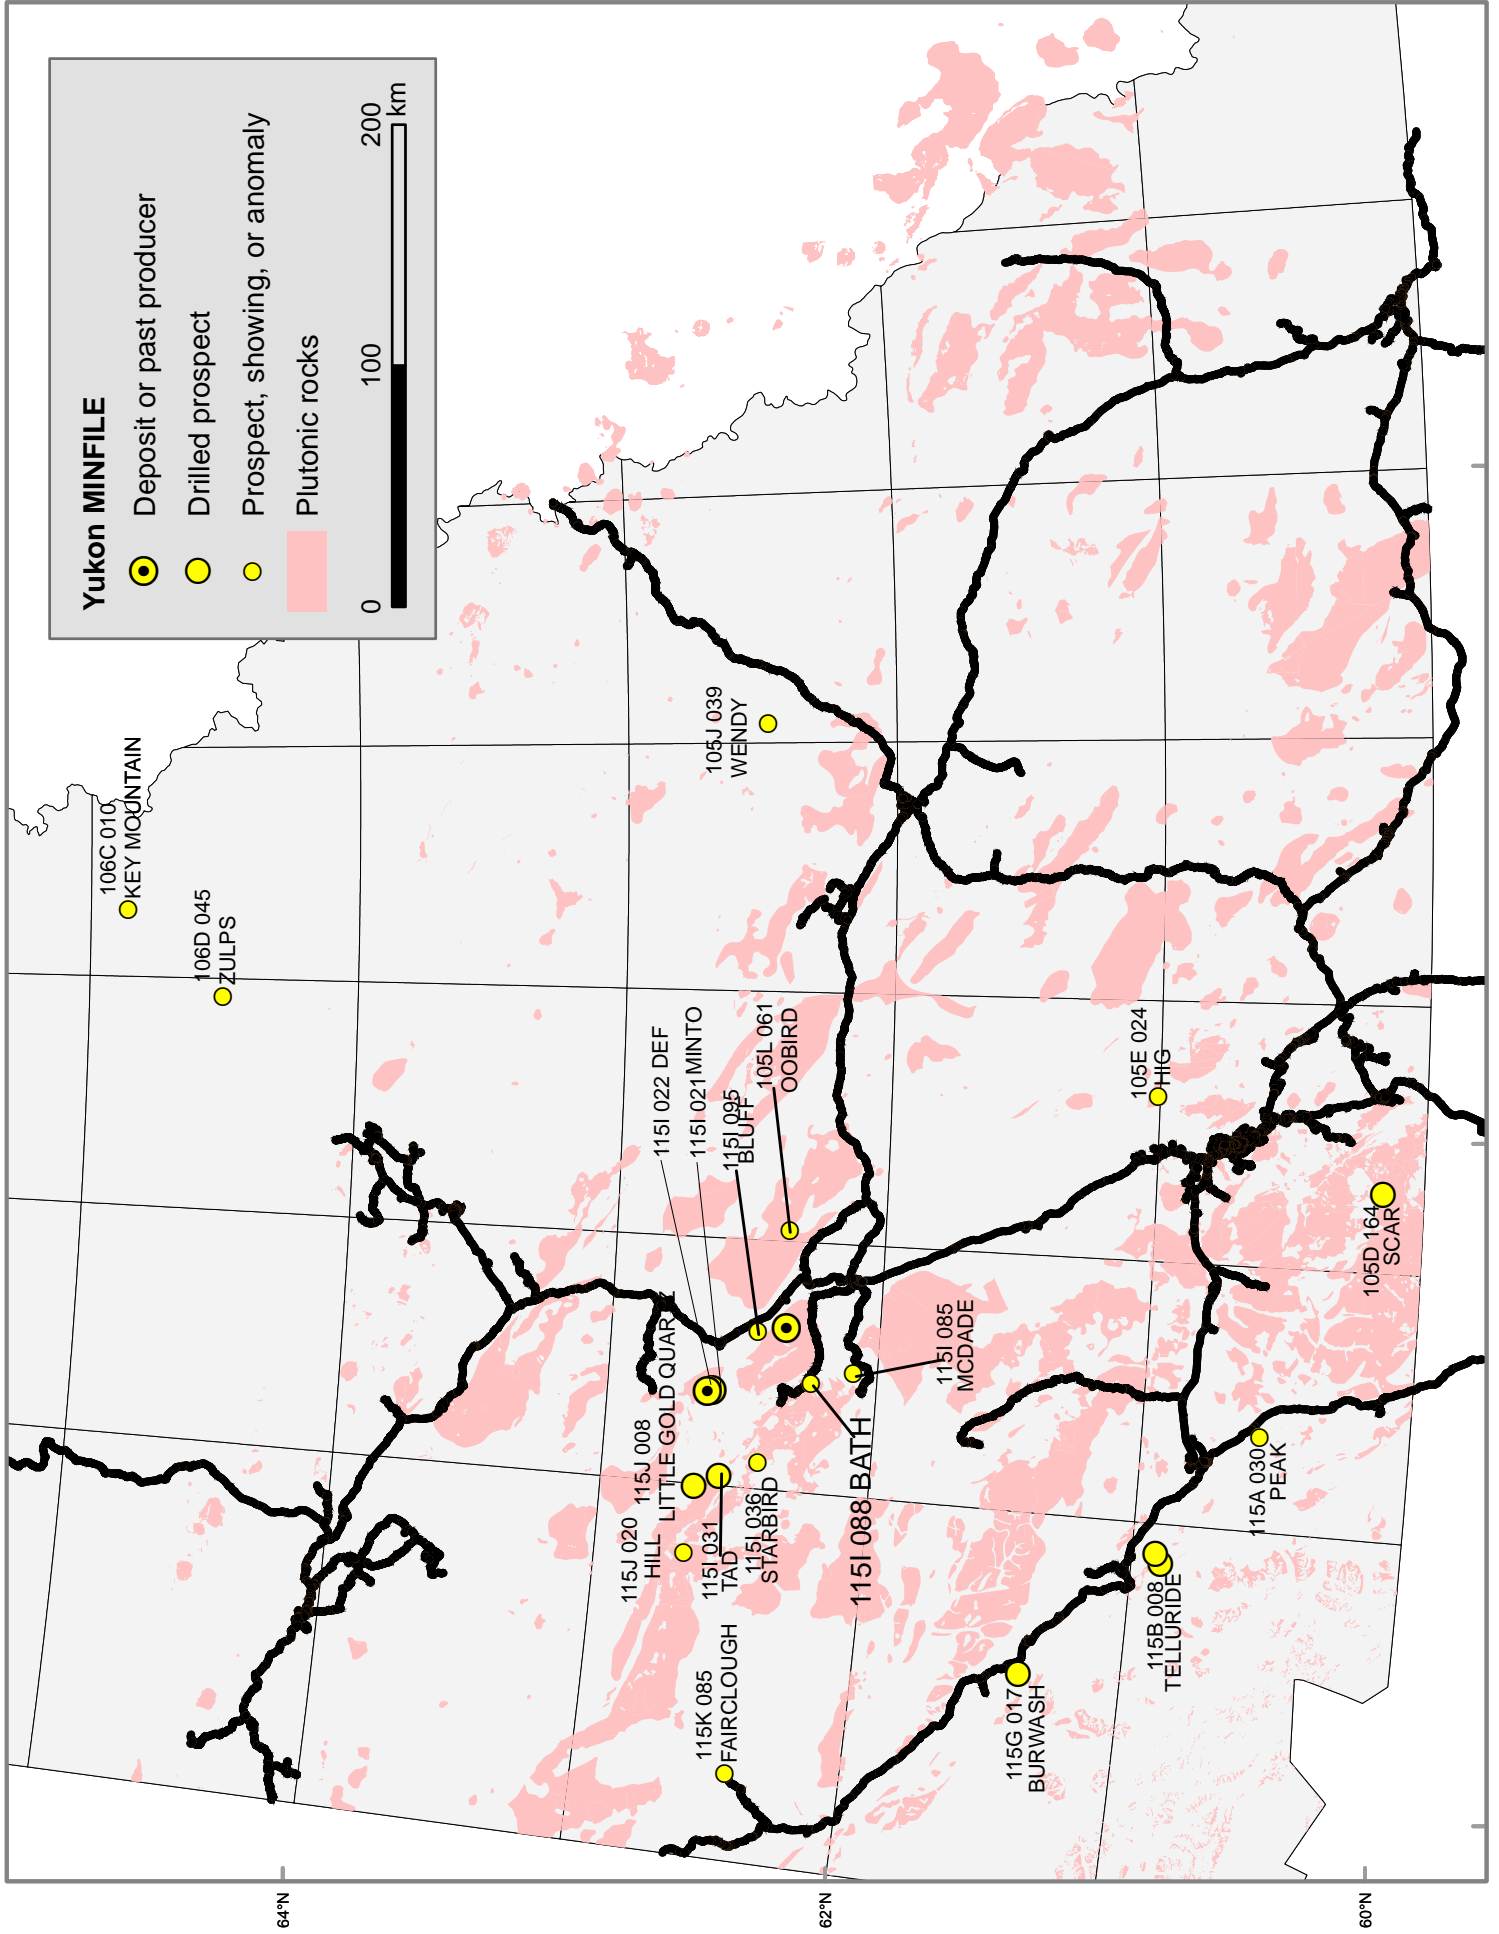 Yukon MINFILE
Deposit or past producer
Drilled prospect
Prospect, showing, or anomaly
Plutonic rocks
0
100
200
km
106C 010
KEY MOUNTAIN
106D 045
ZULPS
105J 039
WENDY
115I 022 DEF
115I 021 MINTO
115I 095
BLUFF
105L 061
OOBIRD
105E 024
HIG
105D 164
SCAR
115I 085
MCDADE
115J 008
LITTLE GOLD QUARTZ
115J 020
HILL
115I 031
TAD
115I 036
STARBIRD
115I 088 BATH
115A 030
PEAK
115B 008
TELLURIDE
115G 017
BURWASH
115K 085
FAIRCLOUGH
64°N
62°N
60°N